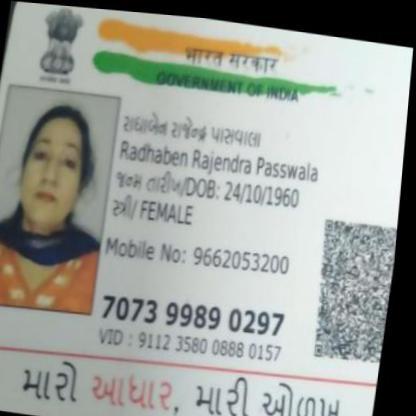 भारत सरकार
GOVERNMENT OF INDIA
રાધાબેન રાજેન્દ્ર પાસવાલા
Radhaben Rajendra Passwala
જન્મ તારીખ/DOB: 24/10/1960
સ્ત્રી/ FEMALE
Mobile No: 9662053200
7073 9989 0297
VID : 9112 3580 0888 0157
મારો આધાર, મારી ઓળખ